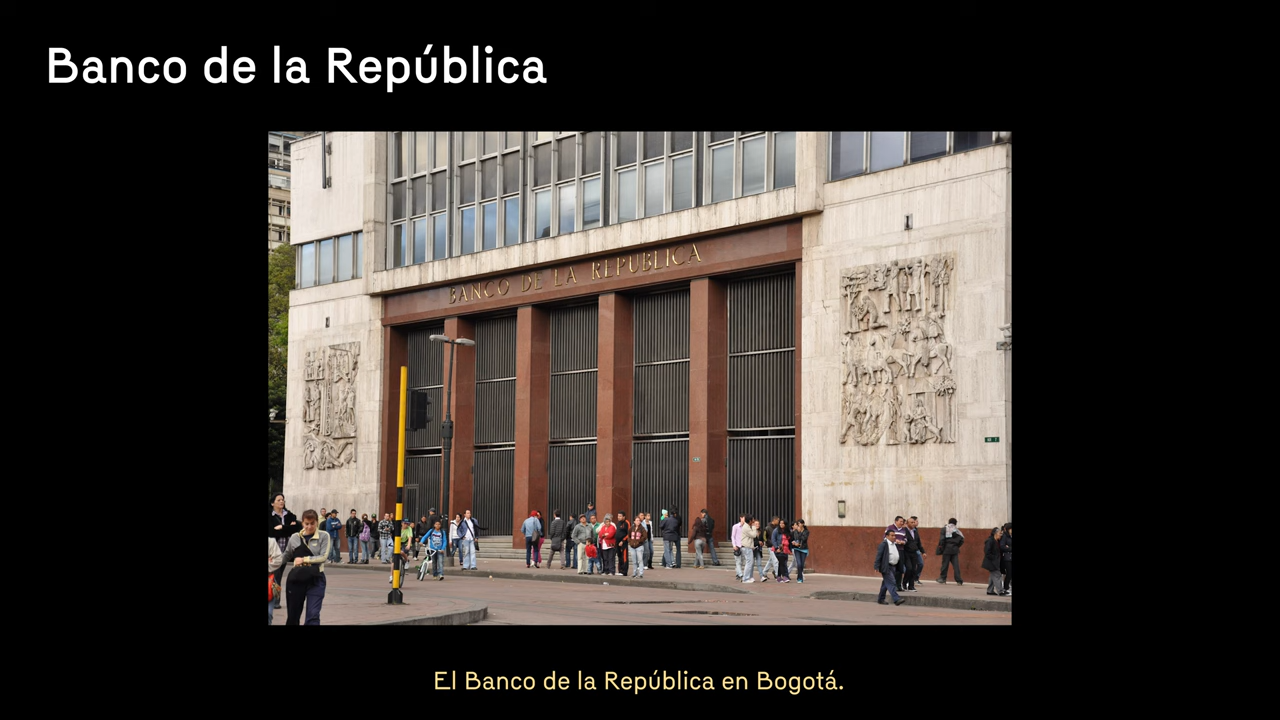 Banco de la República
BANCO DE LA REPUBLICA
El Banco de la República en Bogotá.